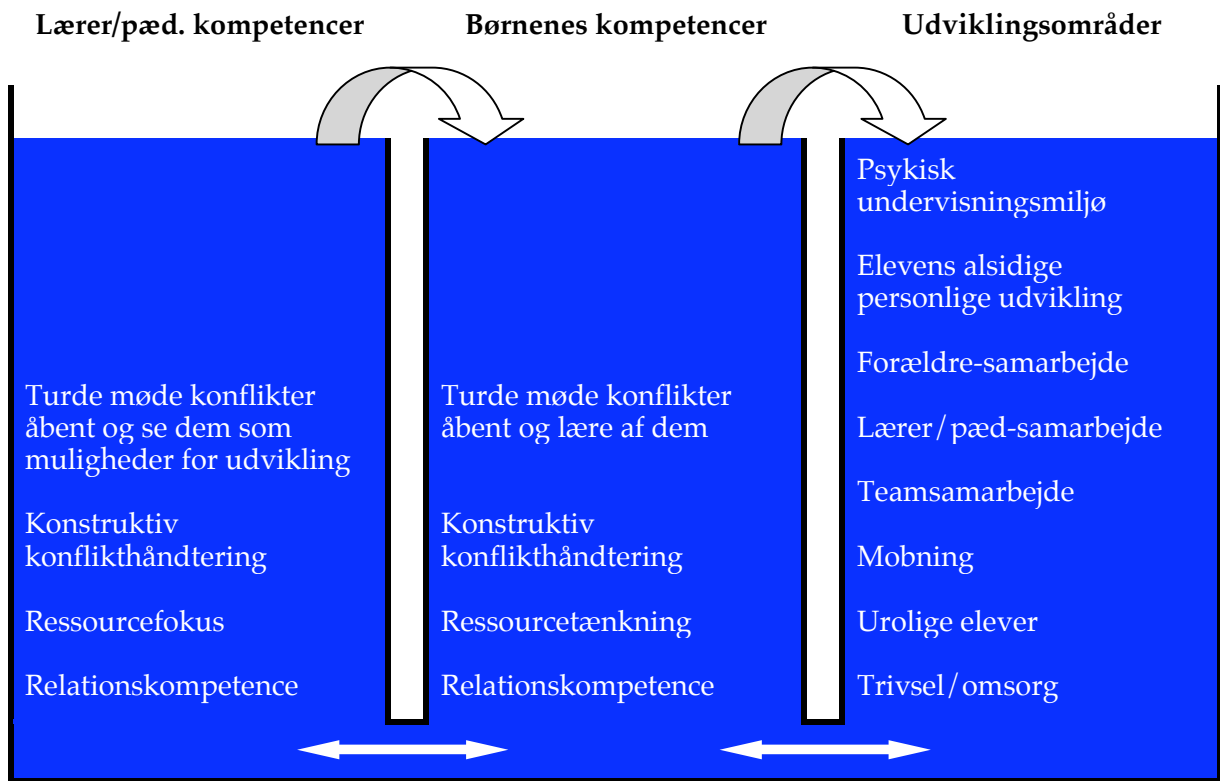 Lærer/pæd. kompetencer
Børnenes kompetencer
Udviklingsområder
Turde møde konflikter
åbent og se dem som
muligheder for udvikling
Konstruktiv
konflikthåndtering
Ressourcefokus
Relationskompetence
Turde møde konflikter
åbent og lære af dem
Konstruktiv
konflikthåndtering
Ressourcetænkning
Relationskompetence
Psykisk
undervisningsmiljø
Elevens alsidige
personlige udvikling
Forældre-samarbejde
Lærer/pæd-samarbejde
Teamsamarbejde
Mobning
Urolige elever
Trivsel/omsorg